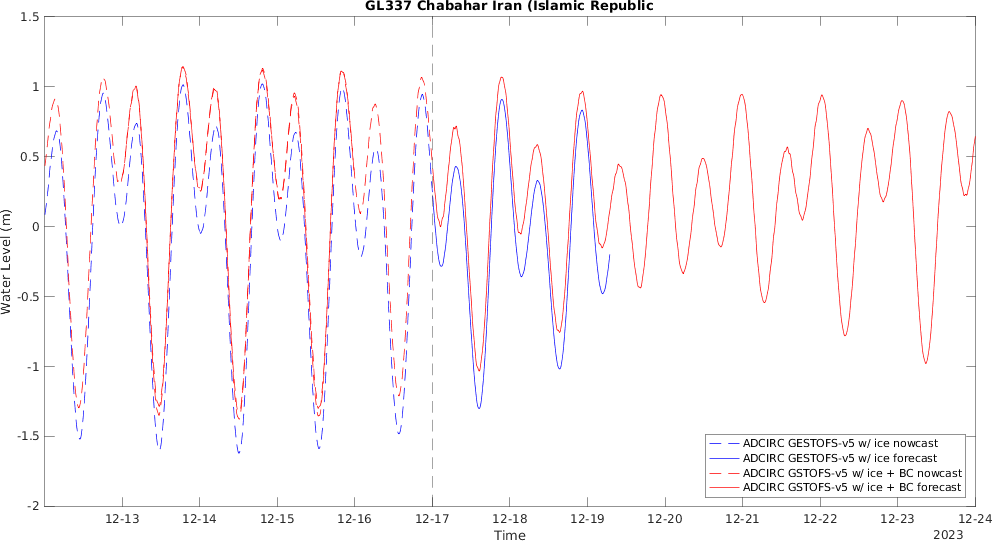 GL337 Chabahar Iran (Islamic Republic
1.5
1
0.5
0
-0.5
-1
-1.5
-2
Water Level (m)
12-13 12-14 12-15 12-16 12-17 12-18 12-19 12-20 12-21 12-22 12-23 12-24
Time
2023
ADCIRC GESTOFS-v5 w/ ice nowcast
ADCIRC GESTOFS-v5 w/ ice forecast
ADCIRC GSTOFS-v5 w/ ice + BC nowcast
ADCIRC GSTOFS-v5 w/ ice + BC forecast